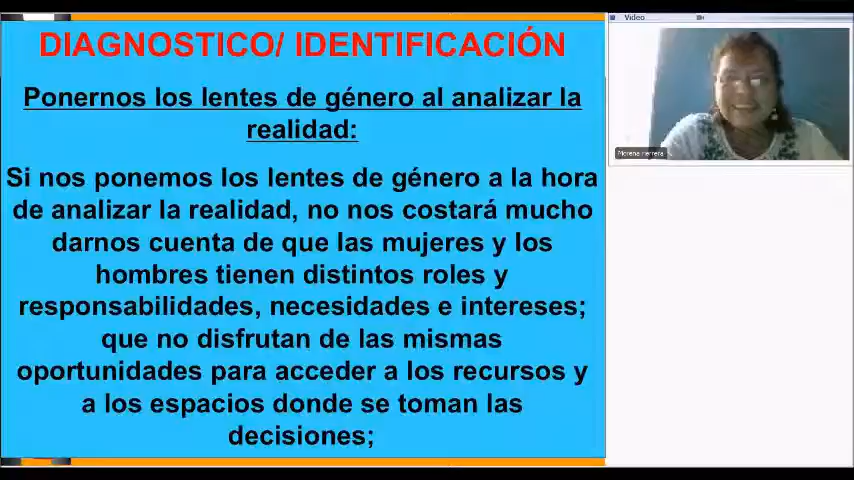 DIAGNOSTICO/ IDENTIFICACIÓN
Ponernos los lentes de género al analizar la
realidad:
Si nos ponemos los lentes de género a la hora
de analizar la realidad, no nos costará mucho
darnos cuenta de que las mujeres y los
hombres tienen distintos roles y
responsabilidades, necesidades e intereses;
que no disfrutan de las mismas
oportunidades para acceder a los recursos y
a los espacios donde se toman las
decisiones;
Video
Morena herrera